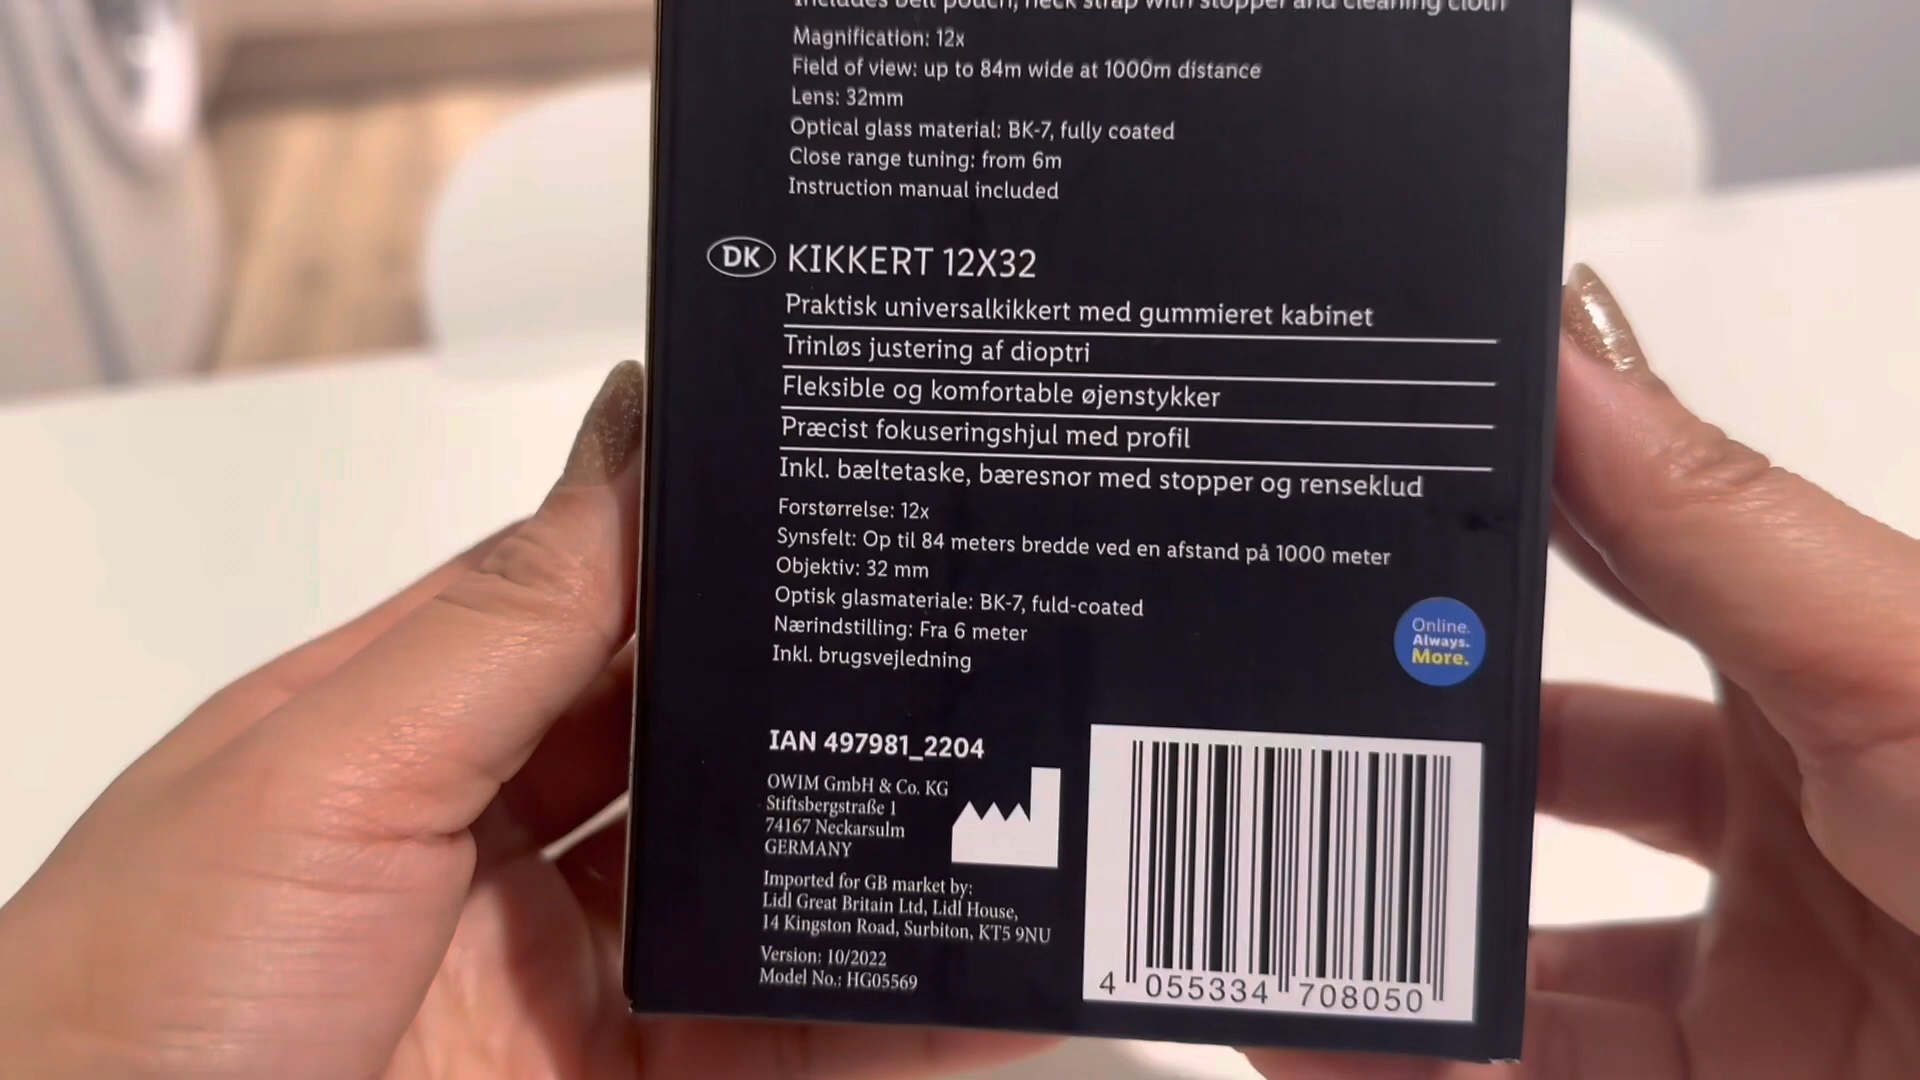 Includes belt pouch, neck strap with stopper and cleaning cloth
Magnification: 12x
Field of view: up to 84m wide at 1000m distance
Lens: 32mm
Optical glass material: BK-7, fully coated
Close range tuning: from 6m
Instruction manual included
DK KIKKERT 12X32
Praktisk universalkikkert med gummieret kabinet
Trinløs justering af dioptri
Fleksible og komfortable øjenstykker
Præcist fokuseringshjul med profil
Inkl. bæltetaske, bæresnor med stopper og renseklud
Forstørrelse: 12x
Synsfelt: Op til 84 meters bredde ved en afstand på 1000 meter
Objektiv: 32 mm
Optisk glasmateriale: BK-7, fuld-coated
Nærindstilling: Fra 6 meter
Inkl. brugsvejledning
Online.
Always.
More.
IAN 497981_2204
OWIM GmbH & Co. KG
Stiftsbergstraße 1
74167 Neckarsulm
GERMANY
Imported for GB market by:
Lidl Great Britain Ltd, Lidl House,
14 Kingston Road, Surbiton, KT5 9NU
Version: 10/2022
Model No.: HG05569
4 055334 708050